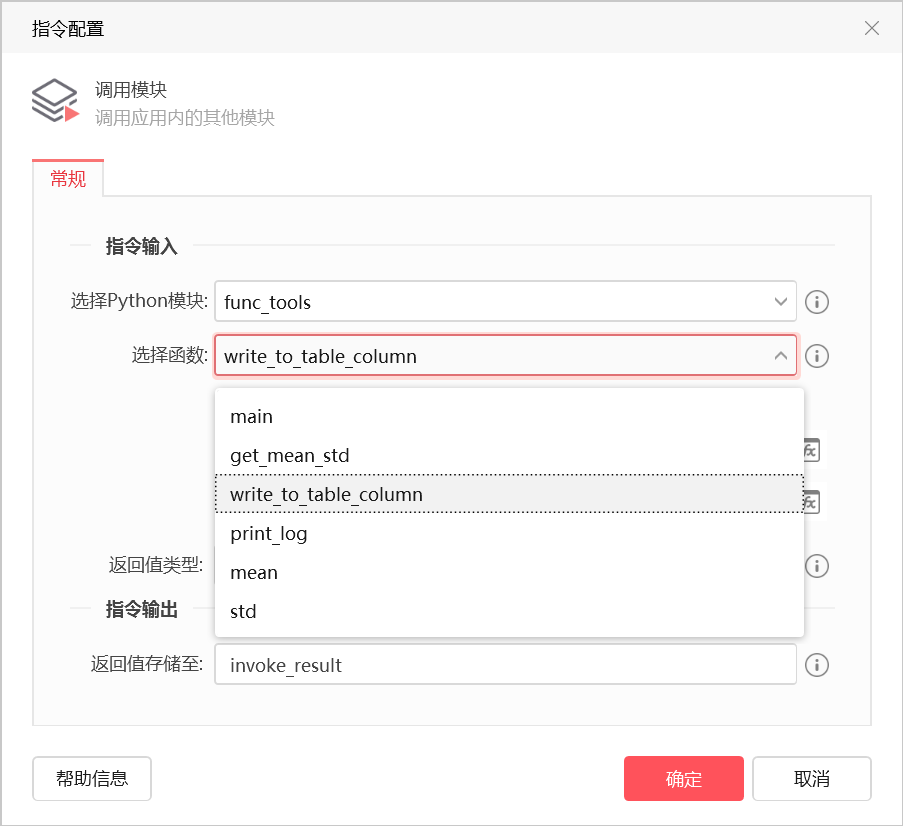 指令配置
调用模块
调用应用内的其他模块
常规
指令输入
选择Python模块: func_tools
选择函数: write_to_table_column
main
get_mean_std
fx
write_to_table_column
fx
print_log
返回值类型:
mean
指令输出
std
返回值存储至: invoke_result
帮助信息
确定
取消